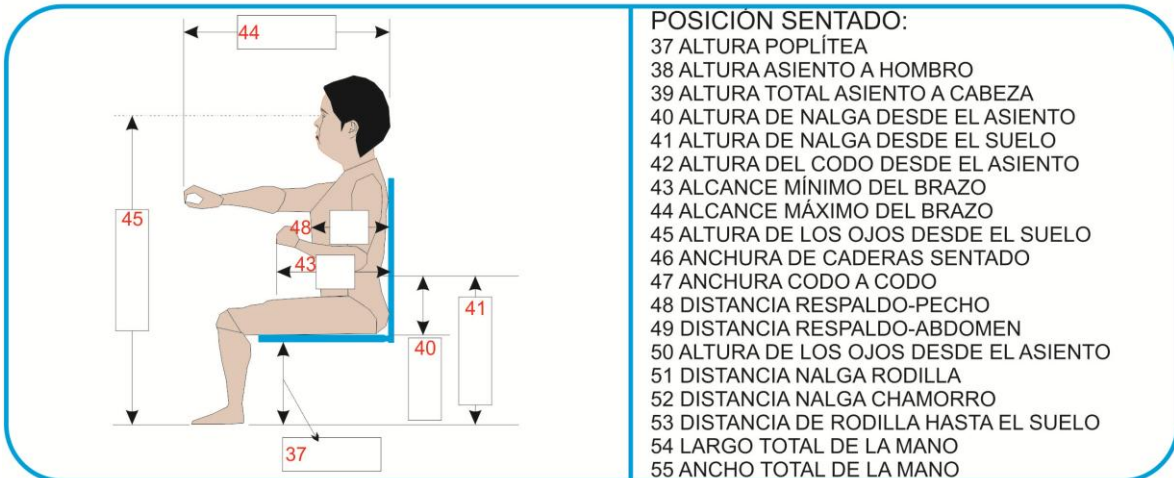 44
45
48
43
41
40
37
POSICIÓN SENTADO:
37 ALTURA POPLÍTEA
38 ALTURA ASIENTO A HOMBRO
39 ALTURA TOTAL ASIENTO A CABEZA
40 ALTURA DE NALGA DESDE EL ASIENTO
41 ALTURA DE NALGA DESDE EL SUELO
42 ALTURA DEL CODO DESDE EL ASIENTO
43 ALCANCE MÍNIMO DEL BRAZO
44 ALCANCE MÁXIMO DEL BRAZO
45 ALTURA DE LOS OJOS DESDE EL SUELO
46 ANCHURA DE CADERAS SENTADO
47 ANCHURA CODO A CODO
48 DISTANCIA RESPALDO-PECHO
49 DISTANCIA RESPALDO-ABDOMEN
50 ALTURA DE LOS OJOS DESDE EL ASIENTO
51 DISTANCIA NALGA RODILLA
52 DISTANCIA NALGA CHAMORRO
53 DISTANCIA DE RODILLA HASTA EL SUELO
54 LARGO TOTAL DE LA MANO
55 ANCHO TOTAL DE LA MANO